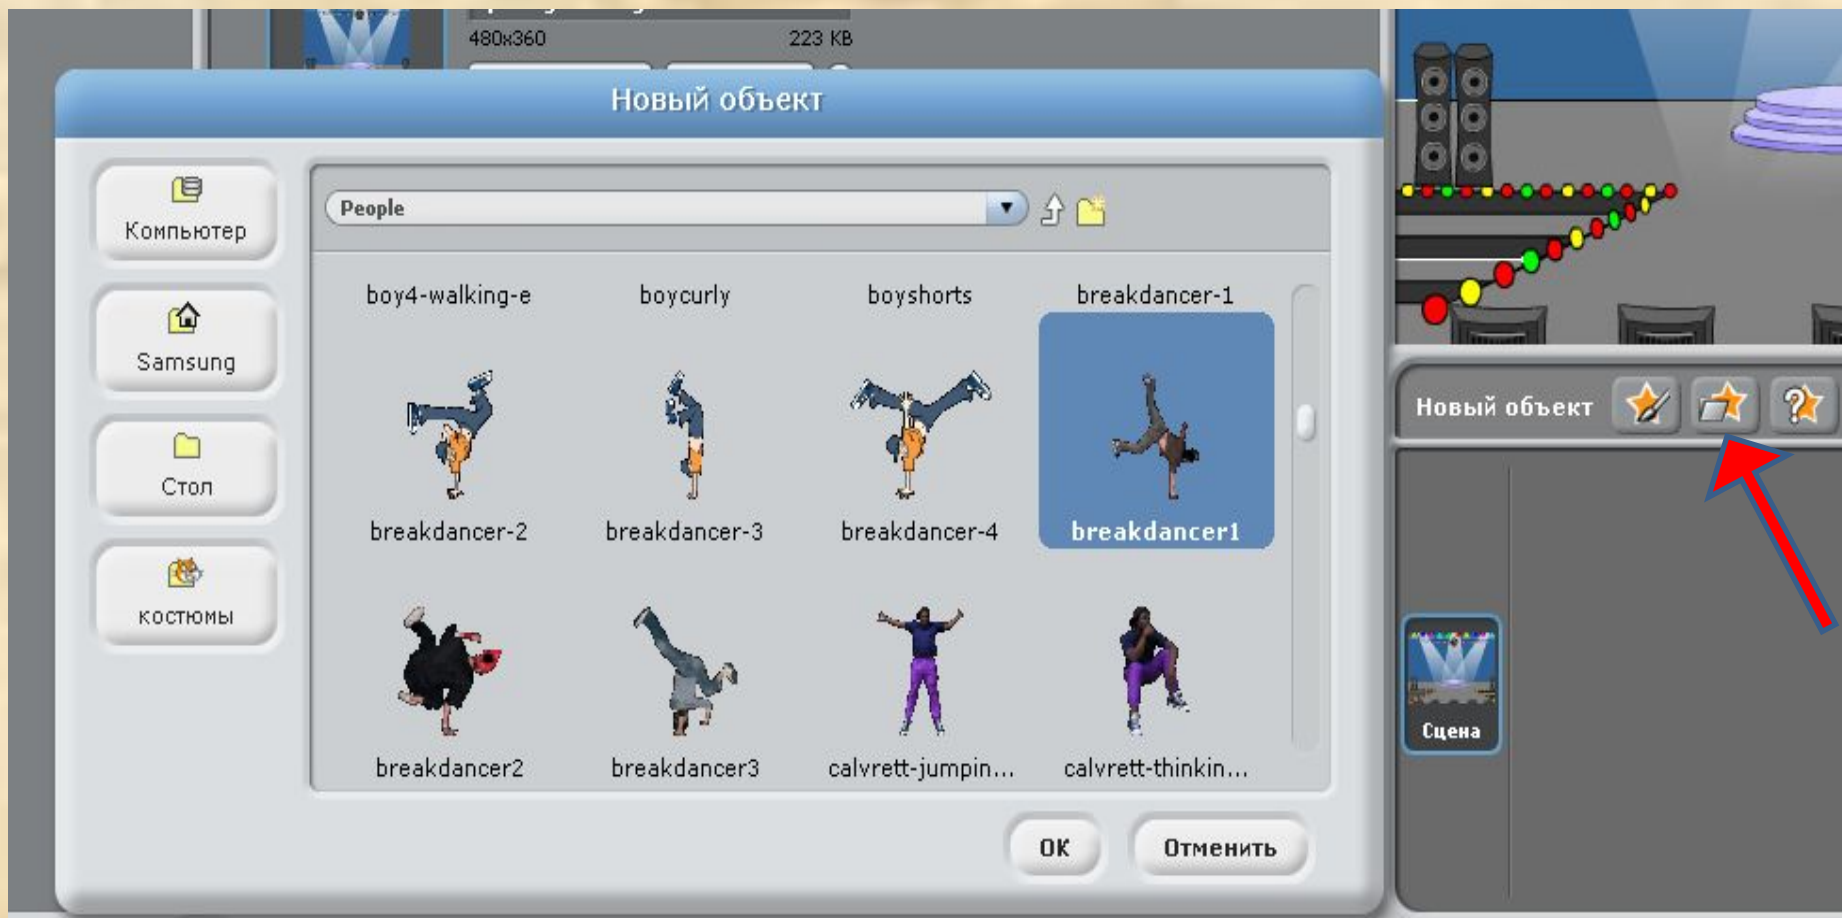 480x360 223 KB
Новый объект
Компьютер
Samsung
Стол
костюмы
People
boy4-walking-e boycurly boyshorts breakdancer-1
breakdancer-2 breakdancer-3 breakdancer-4 breakdancer1
breakdancer2 breakdancer3 calvrett-jumpin... calvrett-thinkin...
OK Отменить
Новый объект
Сцена